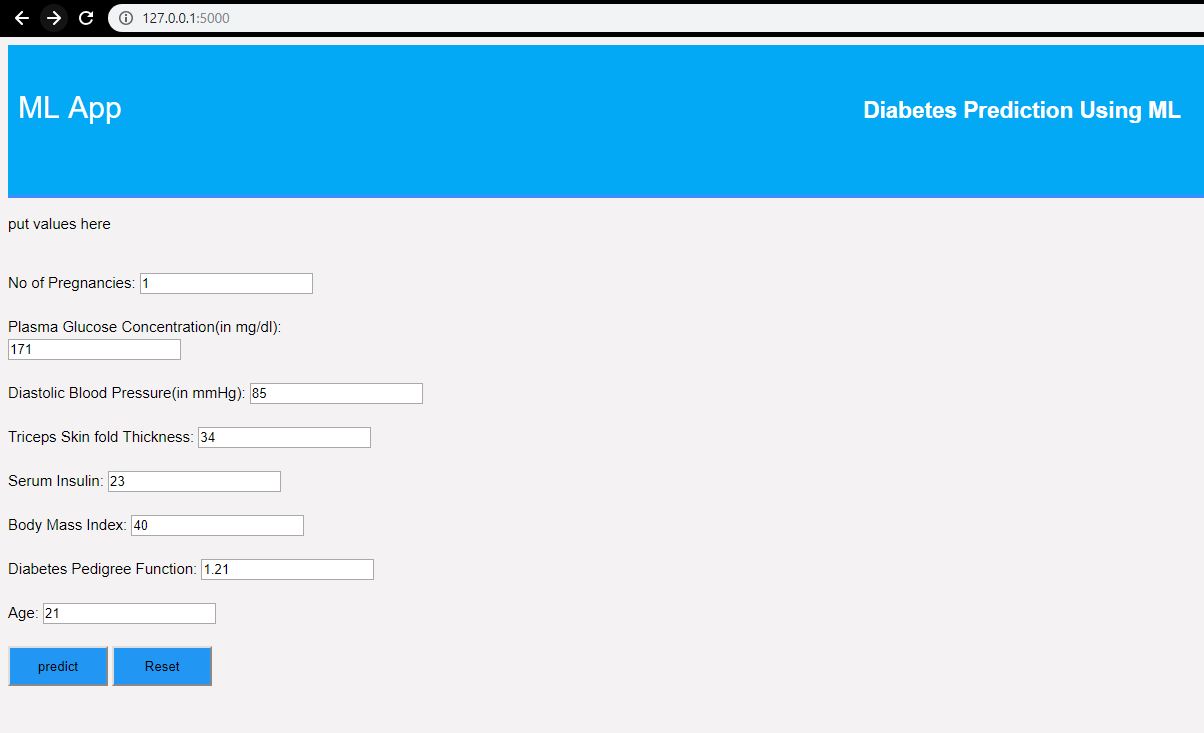 127.0.0.1:5000
ML App
Diabetes Prediction Using ML
put values here
No of Pregnancies: 1
Plasma Glucose Concentration(in mg/dl):
171
Diastolic Blood Pressure(in mmHg): 85
Triceps Skin fold Thickness: 34
Serum Insulin: 23
Body Mass Index: 40
Diabetes Pedigree Function: 1.21
Age: 21
predict Reset